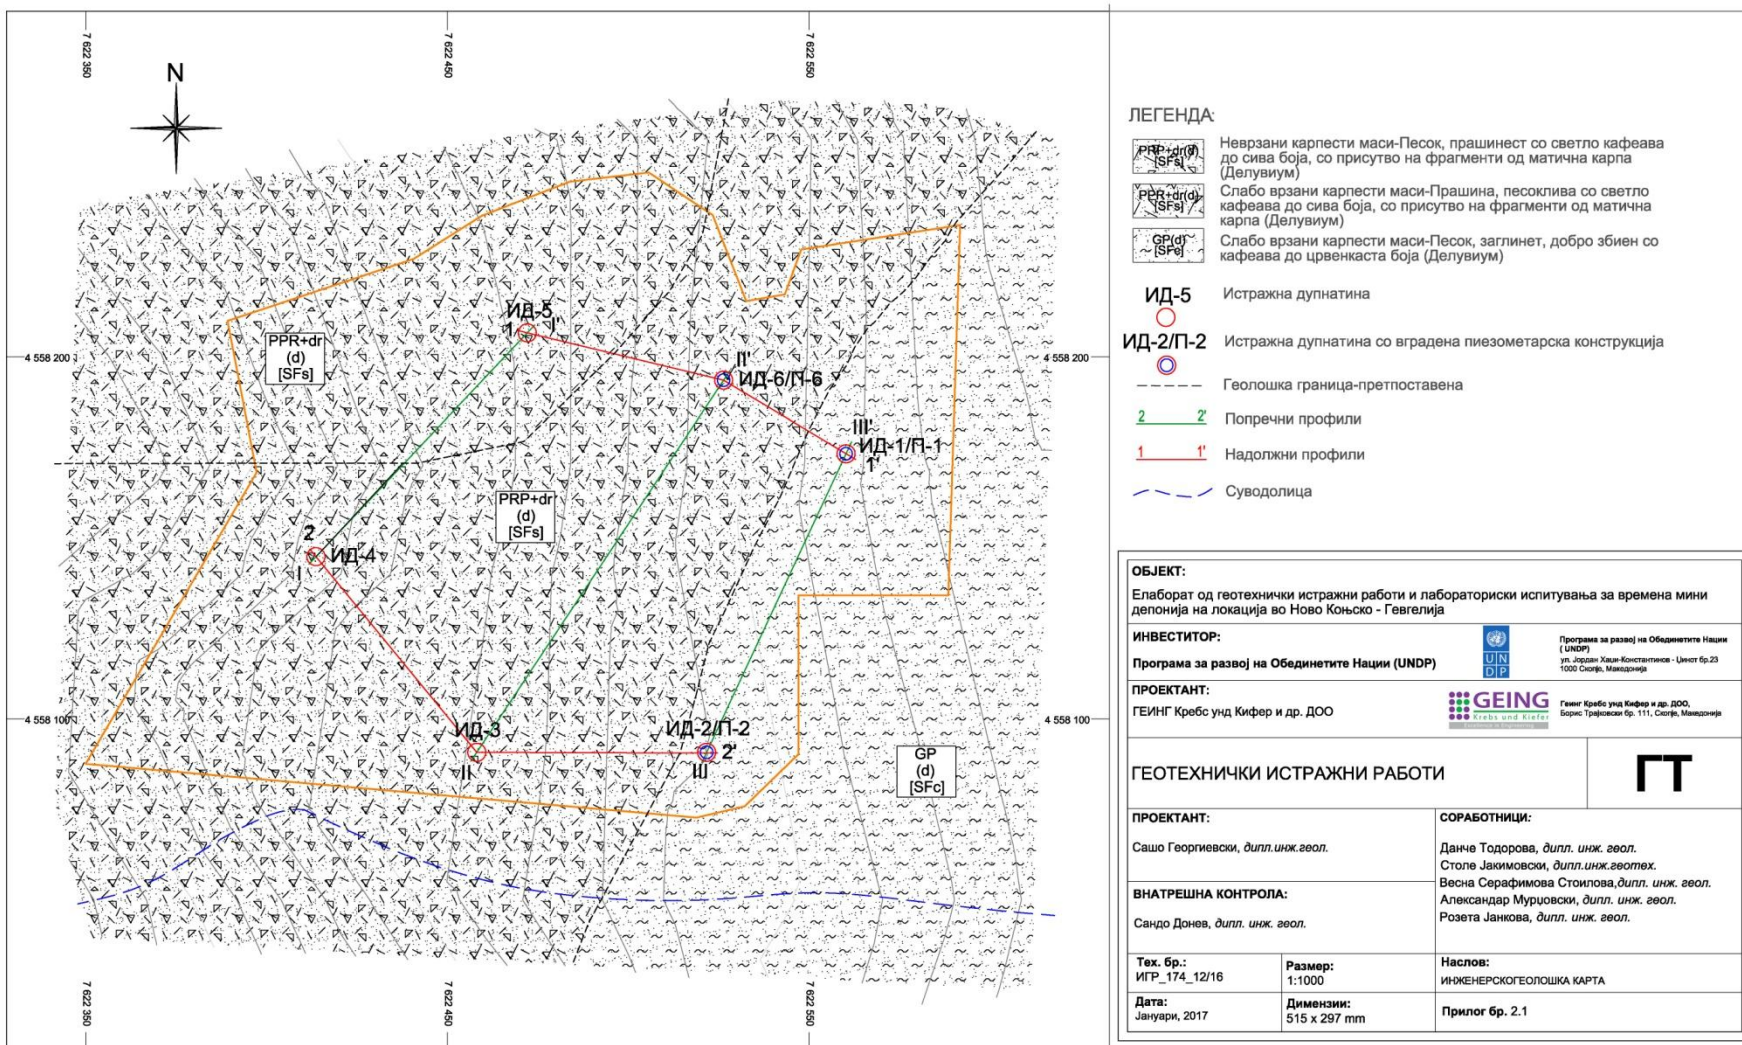 7 622 350
7 622 450
7 622 550
N
4 558 200
4 558 200
4 558 100
4 558 100
PPR+dr
(d)
[SFs]
ИД-5
1
I'
II'
ИД-6/П-6
III'
ИД-1/П-1
1'
PRP+dr
(d)
[SFs]
2
ИД-4
I
ИД-3
II
ИД-2/П-2
2'
III
GP
(d)
[SFc]
7 622 350
7 622 450
7 622 550
ЛЕГЕНДА:
PRP+dr(d)
[SFs]
Неврзани карпести маси-Песок, прашинест со светло кафеава
до сива боја, со присутво на фрагменти од матична карпа
(Делувиум)
PPR+dr(d)
[SFs]
Слабо врзани карпести маси-Прашина, песоклива со светло
кафеава до сива боја, со присутво на фрагменти од матична
карпа (Делувиум)
GP(d)
[SFc]
Слабо врзани карпести маси-Песок, заглинет, добро збиен со
кафеава до црвенкаста боја (Делувиум)
ИД-5
Истражна дупнатина
ИД-2/П-2
Истражна дупнатина со вградена пиезометарска конструкција
Геолошка граница-претпоставена
2 2'
Попречни профили
1 1'
Надолжни профили
Суводолица
ОБЈЕКТ:
Елаборат од геотехнички истражни работи и лабораториски испитувања за времена мини
депонија на локација во Ново Коњско - Гевгелија
ИНВЕСТИТОР:
Програма за развој на Обединетите Нации (UNDP)
UN
DP
Програма за развој на Обединетите Нации
( UNDP)
ул. Јордан Хаџи-Константинов - Џинот бр.23
1000 Скопје, Македонија
ПРОЕКТАНТ:
ГЕИНГ Кребс унд Кифер и др. ДОО
GEING
Krebs und Kiefer
Геинг Кребс унд Кифер и др. ДОО,
Борис Трајковски бр. 111, Скопје, Македонија
ГЕОТЕХНИЧКИ ИСТРАЖНИ РАБОТИ
ГТ
ПРОЕКТАНТ:
Сашо Георгиевски, дипл.инж.геол.
ВНАТРЕШНА КОНТРОЛА:
Сандо Донев, дипл. инж. геол.
СОРАБОТНИЦИ:
Данче Тодорова, дипл. инж. геол.
Столе Јакимовски, дипл.инж.геотех.
Весна Серафимова Стоилова,дипл. инж. геол.
Александар Мурџовски, дипл. инж. геол.
Розета Јанкова, дипл. инж. геол.
Тех. бр.:
ИГР_174_12/16
Размер:
1:1000
Наслов:
ИНЖЕНЕРСКОГЕОЛОШКА КАРТА
Дата:
Јануари, 2017
Димензии:
515 x 297 mm
Прилог бр. 2.1